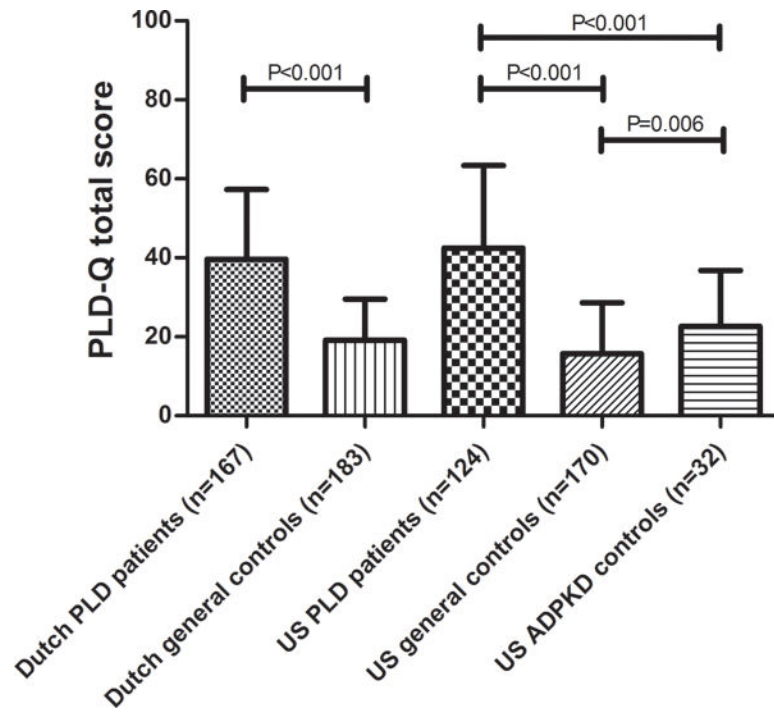 100
80
60
40
20
0
PLD-Q total score
P<0.001
P<0.001
P<0.001
P=0.006
Dutch PLD patients (n=167)
Dutch general controls (n=183)
US PLD patients (n=124)
US general controls (n=170)
US ADPKD controls (n=32)